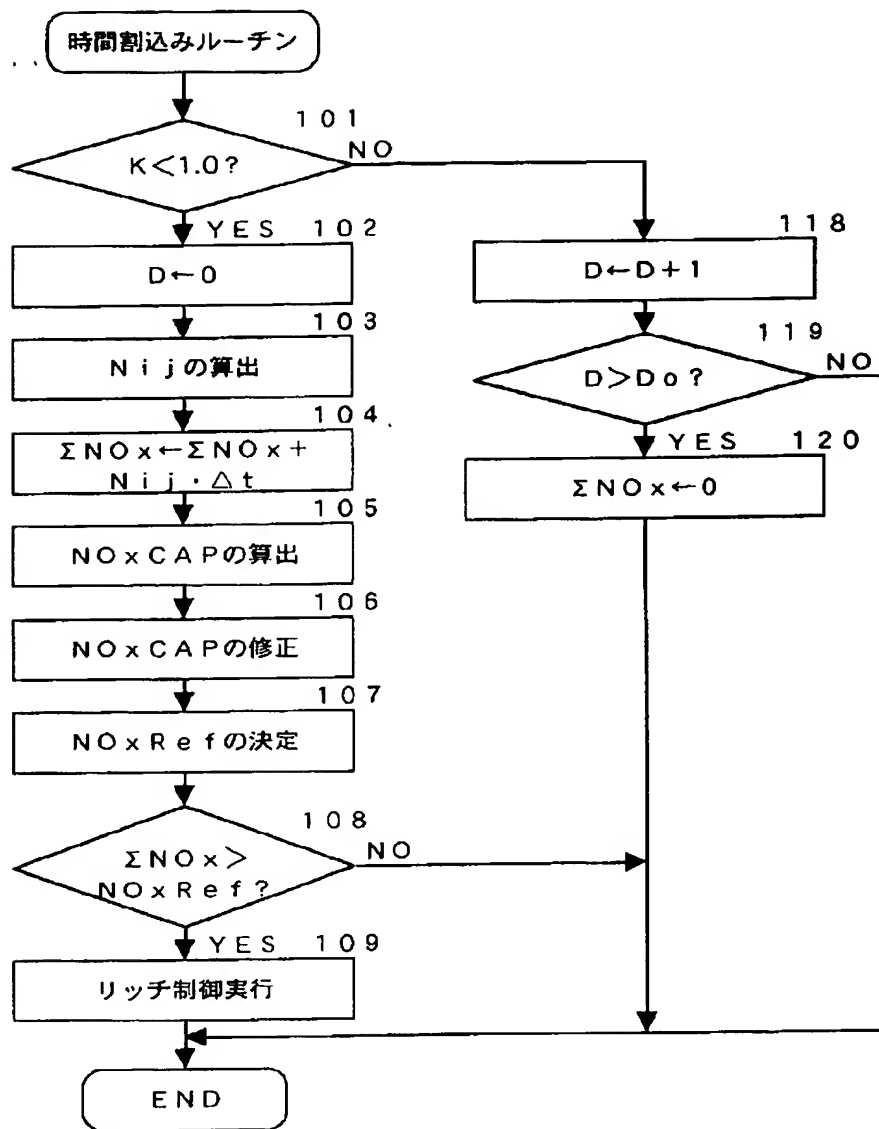 時間割込みルーチン
101
K<1.0?
NO
YES 102
D←0
103
Nijの算出
104
ΣNOx←ΣNOx+
Nij・△t
105
NOxCAPの算出
106
NOxCAPの修正
107
NOxRefの決定
108
ΣNOx>
NOxRef?
NO
YES 109
リッチ制御実行
END
118
D←D+1
119
D>Do?
NO
YES 120
ΣNOx←0